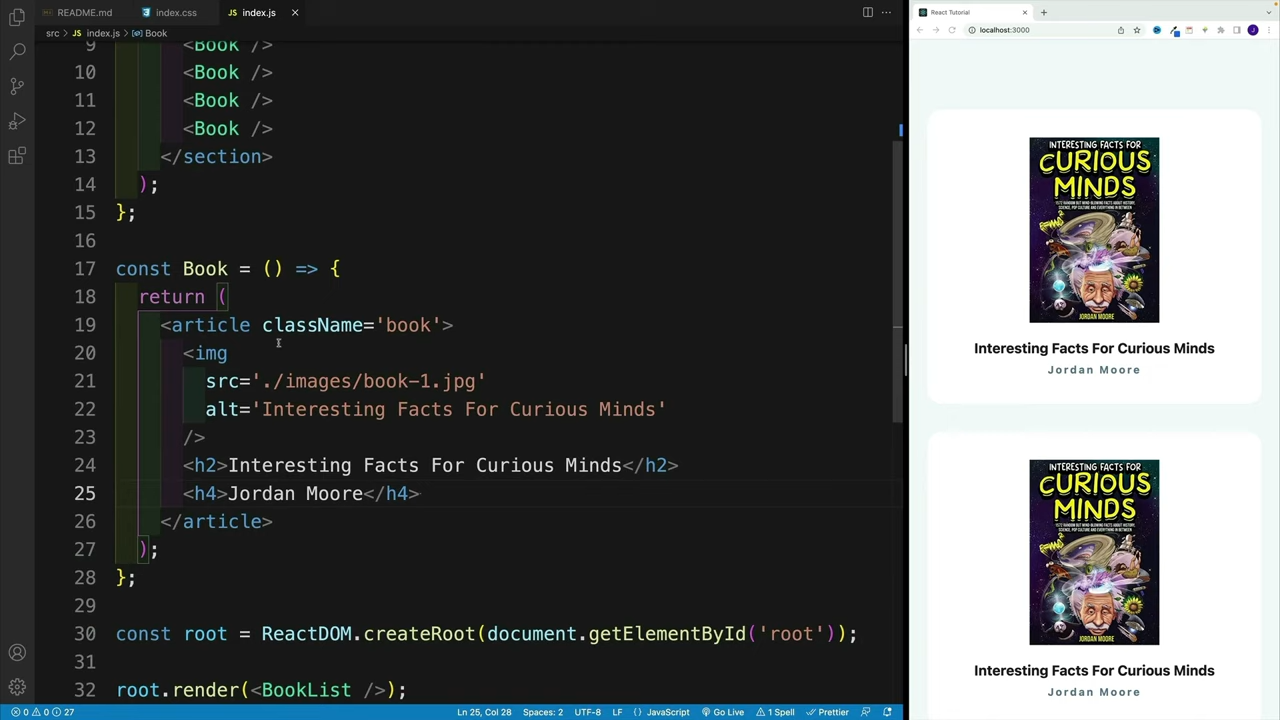 README.md
index.css
index.js
src > index.js > Book
9 <Book />
10 <Book />
11 <Book />
12 <Book />
13 </section>
14 );
15 };
16
17 const Book = () => {
18 return (
19 <article className='book'>
20 <img
21 src='./images/book-1.jpg'
22 alt='Interesting Facts For Curious Minds'
23 />
24 <h2>Interesting Facts For Curious Minds</h2>
25 <h4>Jordan Moore</h4>
26 </article>
27 );
28 };
29
30 const root = ReactDOM.createRoot(document.getElementById('root'));
31
32 root.render(<BookList />);
0 0 27
Ln 25, Col 28
Spaces: 2
UTF-8
LF
{} JavaScript
Go Live
1 Spell
Prettier
React Tutorial
localhost:3000
J
INTERESTING FACTS FOR
CURIOUS
MINDS
JORDAN MOORE
Interesting Facts For Curious Minds
Jordan Moore
INTERESTING FACTS FOR
CURIOUS
MINDS
JORDAN MOORE
Interesting Facts For Curious Minds
Jordan Moore